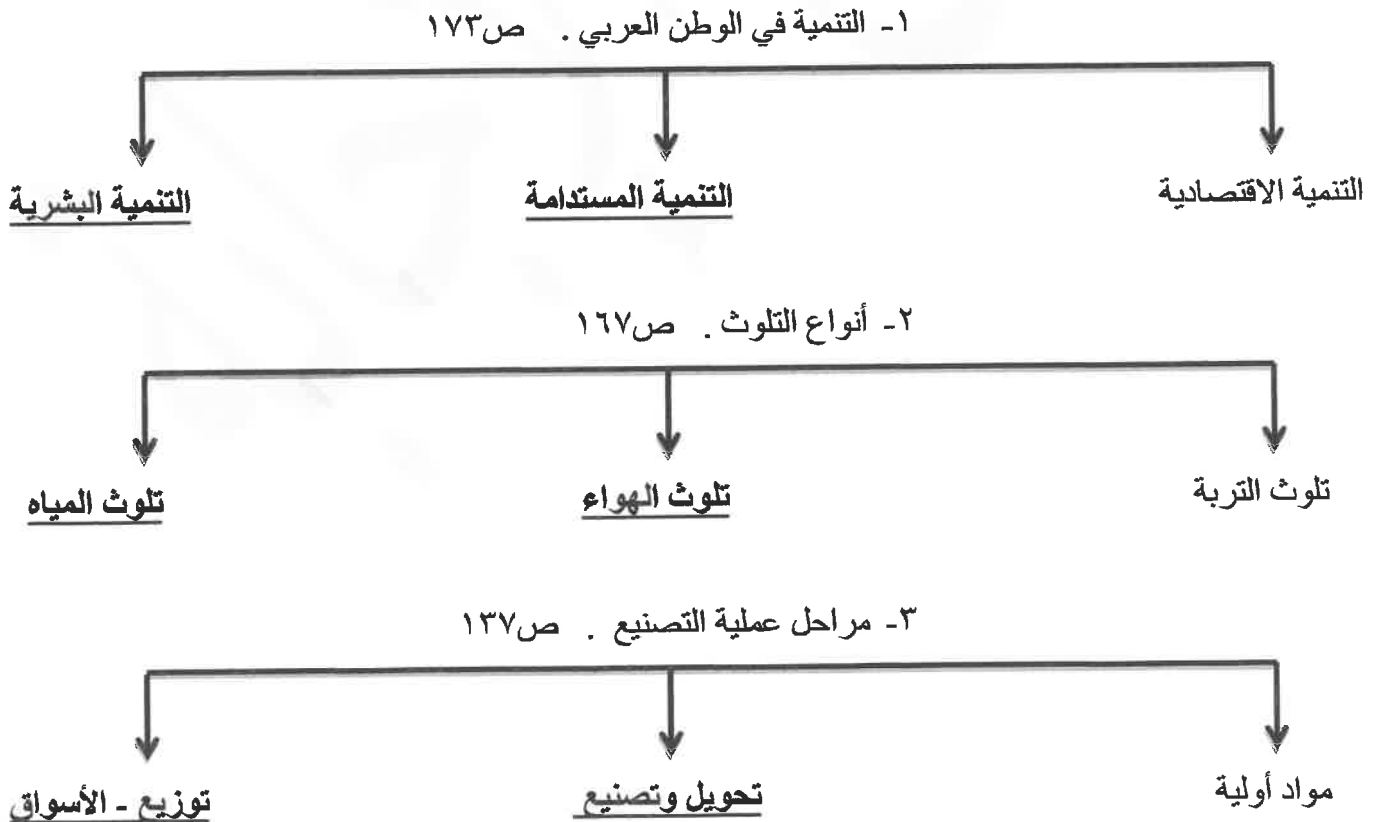 ١- التنمية في الوطن العربي . ص١٧٣
التنمية الاقتصادية التنمية المستدامة التنمية البشرية
٢- أنواع التلوث . ص١٦٧
تلوث التربة تلوث الهواء تلوث المياه
٣- مراحل عملية التصنيع . ص١٣٧
مواد أولية تحويل وتصنيع توزيع - الأسواق